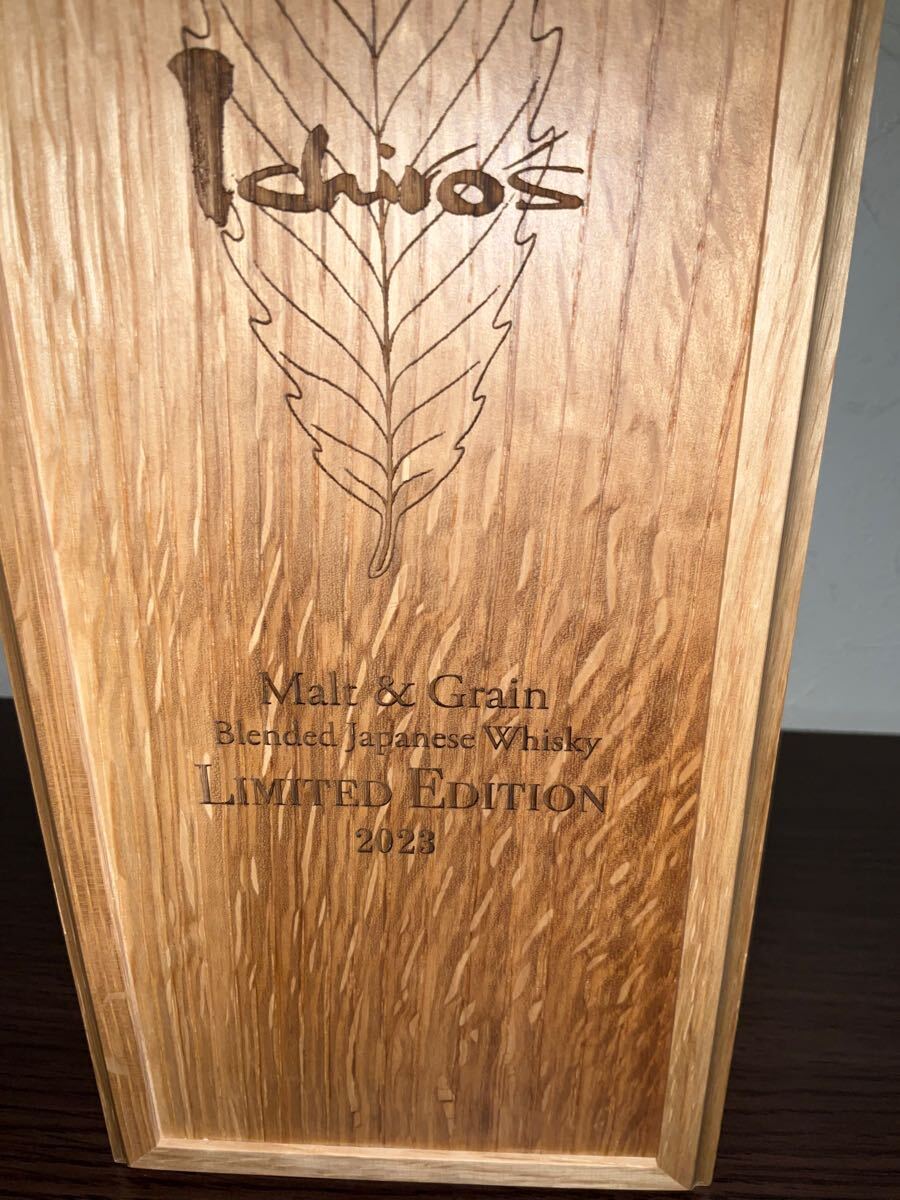 Ichiro's
Malt & Grain
Blended Japanese Whisky
LIMITED EDITION
2023